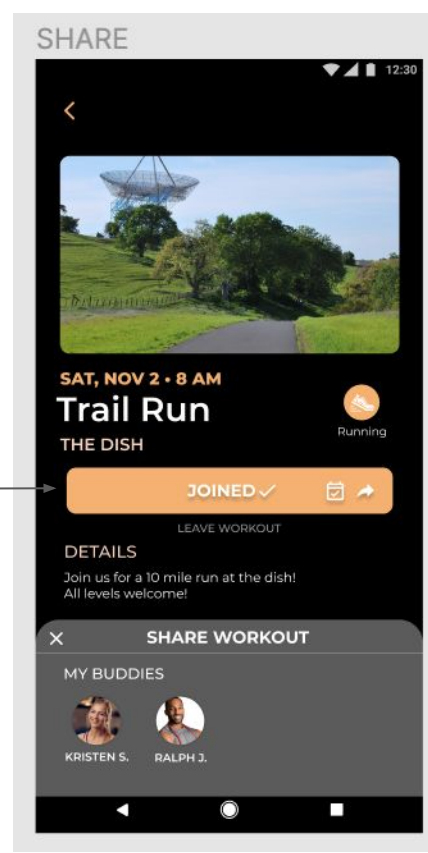 SHARE
12:30
SAT, NOV 2 • 8 AM
Trail Run
THE DISH
Running
JOINED
LEAVE WORKOUT
DETAILS
Join us for a 10 mile run at the dish!
All levels welcome!
SHARE WORKOUT
MY BUDDIES
KRISTEN S. RALPH J.